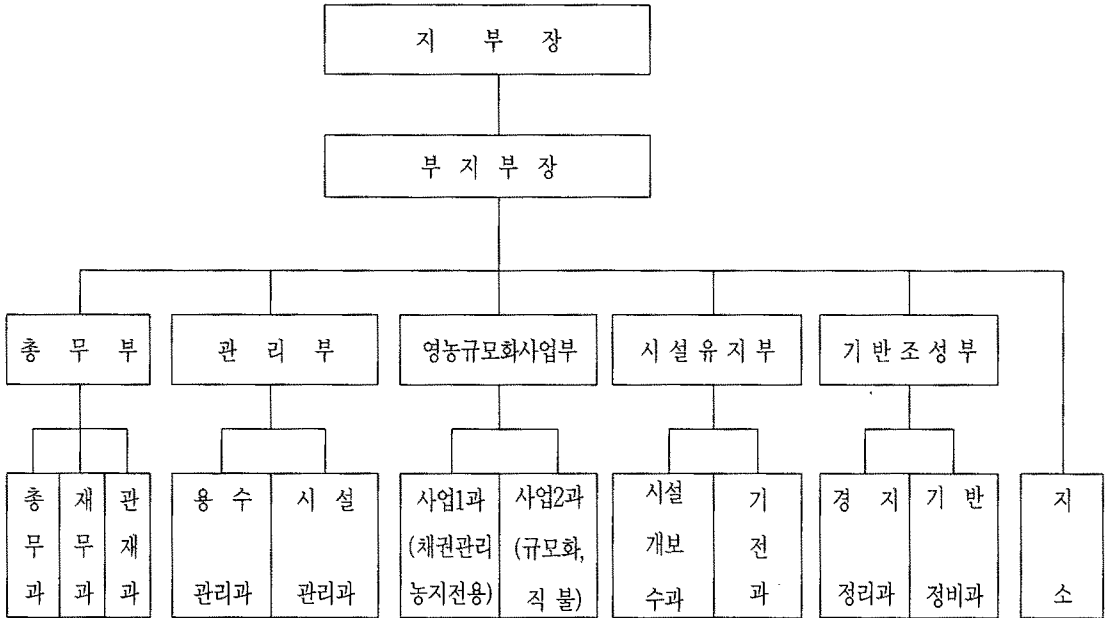 지 부 장
부 지 부 장
총 무 부
관 리 부
영농규모화사업부
시 설 유 지 부
기 반 조 성 부
총
무
과
재
무
과
관
재
과
용 수
관리과
시 설
관리과
사업1과
(채권관리
농지전용)
사업2과
(규모화,
직 불)
시설
개보
수과
기
전
과
경 지
정리과
기 반
정비과
지
소